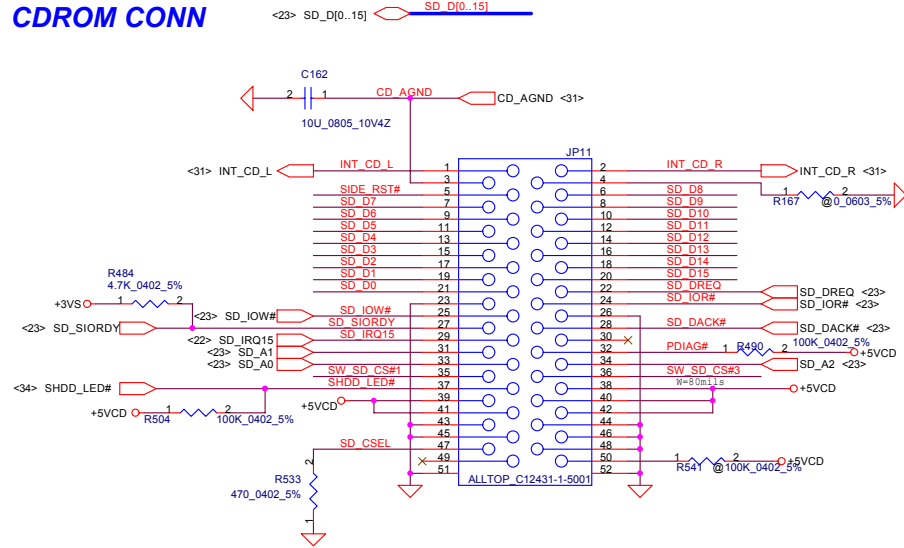 CDROM CONN
<23> SD_D[0..15] SD_D[0..15]
C162
2 1 CD_AGND CD_AGND <31>
10U_0805_10V4Z
JP11
<31> INT_CD_L INT_CD_L 1 2 INT_CD_R INT_CD_R <31>
3 4
SIDE_RST# 5 6 SD_D8
R167 1 2 @0_0603_5%
SD_D7 7 8 SD_D9
SD_D6 9 10 SD_D10
SD_D5 11 12 SD_D11
SD_D4 13 14 SD_D12
SD_D3 15 16 SD_D13
SD_D2 17 18 SD_D14
SD_D1 19 20 SD_D15
SD_D0 21 22 SD_DREQ SD_DREQ <23>
R484
4.7K_0402_5%
+3VS 1 2
23 24 SD_IOR# SD_IOR# <23>
<23> SD_IOW# SD_IOW# 25 26
<23> SD_SIORDY SD_SIORDY 27 28 SD_DACK# SD_DACK# <23>
<22> SD_IRQ15 29 30
R490 100K_0402_5%
<23> SD_A1 31 32 PDIAG# 1 2 +5VCD
<23> SD_A0 33 34 SD_A2 <23>
SW_SD_CS#1 35 36 SW_SD_CS#3
<34> SHDD_LED# SHDD_LED# 37 38 W=80mils +5VCD
+5VCD 39 40
+5VCD 1 2 41 42
R504 100K_0402_5%
43 44
45 46
SD_CSEL 47 48
49 50 1 2 +5VCD
R541 @100K_0402_5%
51 52
2
R533
470_0402_5%
1
ALLTOP_C12431-1-5001